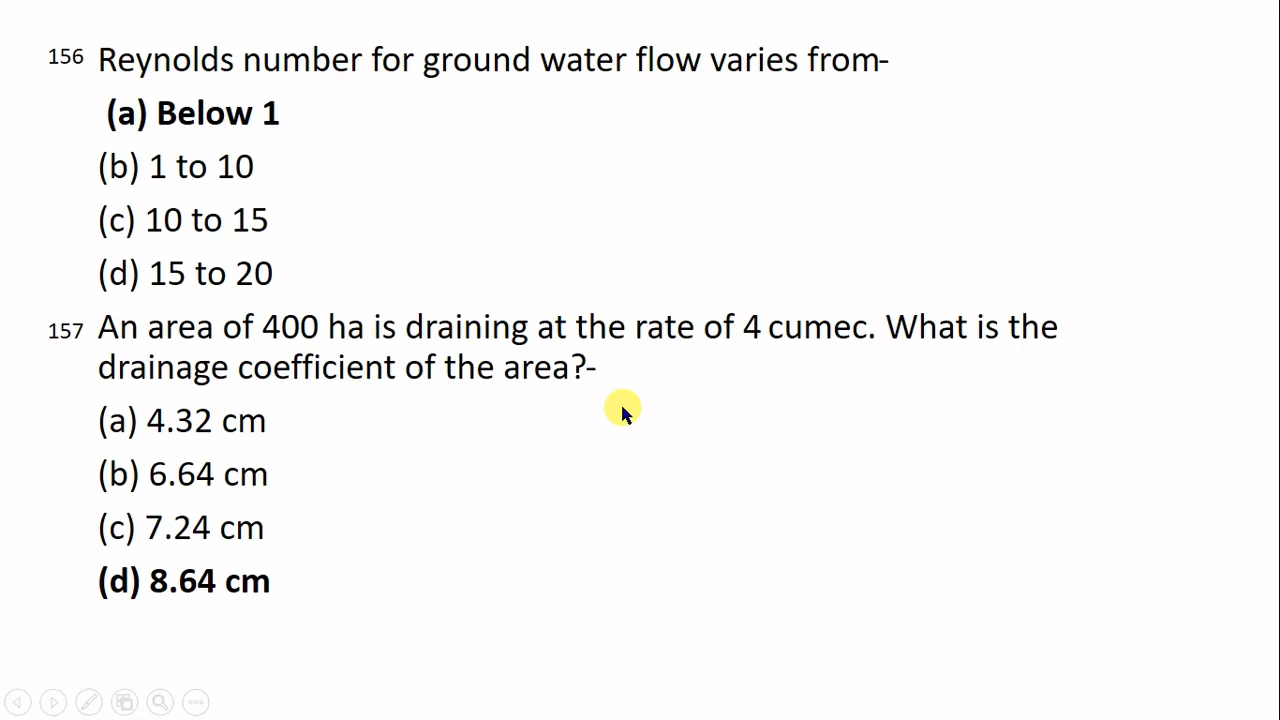 156 Reynolds number for ground water flow varies from-
(a) Below 1
(b) 1 to 10
(c) 10 to 15
(d) 15 to 20
157 An area of 400 ha is draining at the rate of 4 cumec. What is the
drainage coefficient of the area?-
(a) 4.32 cm
(b) 6.64 cm
(c) 7.24 cm
(d) 8.64 cm